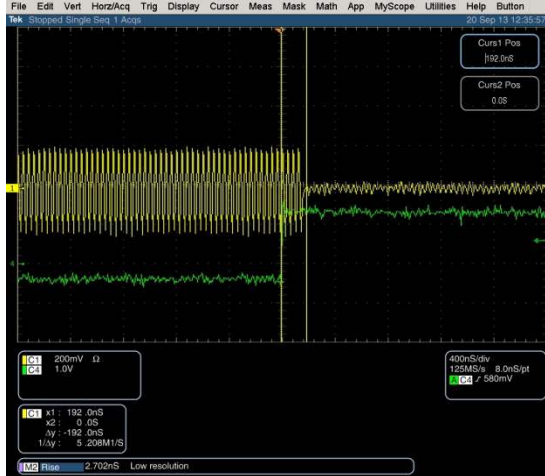 File Edit Vert Horz/Acq Trig Display Cursor Meas Mask Math App MyScope Utilities Help Button
Tek Stopped Single Seq 1 Acqs 20 Sep 13 12:35:57
Curs1 Pos
192.0nS
Curs2 Pos
0.0S
1
4
C1 200mV Ω
C4 1.0V
400nS/div
125MS/s 8.0nS/pt
A C4 ∫ 580mV
C1 x1 : 192 .0nS
x2 : 0 .0S
Δy : -192 .0nS
1/Δy : 5 .208M1/S
M2 Rise 2.702nS Low resolution